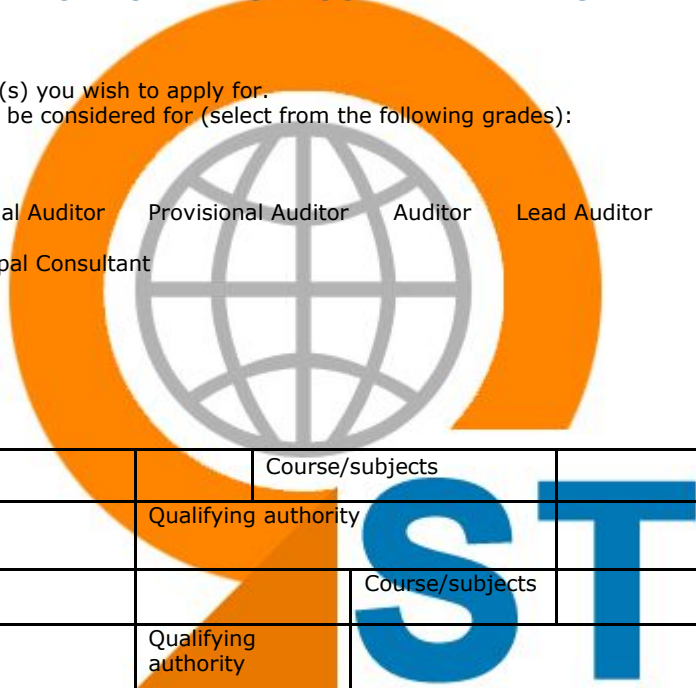 (s) you wish to apply for.
be considered for (select from the following grades):
al Auditor Provisional Auditor Auditor Lead Auditor
pal Consultant
Course/subjects
Qualifying authority
Course/subjects
Qualifying
authority
ST